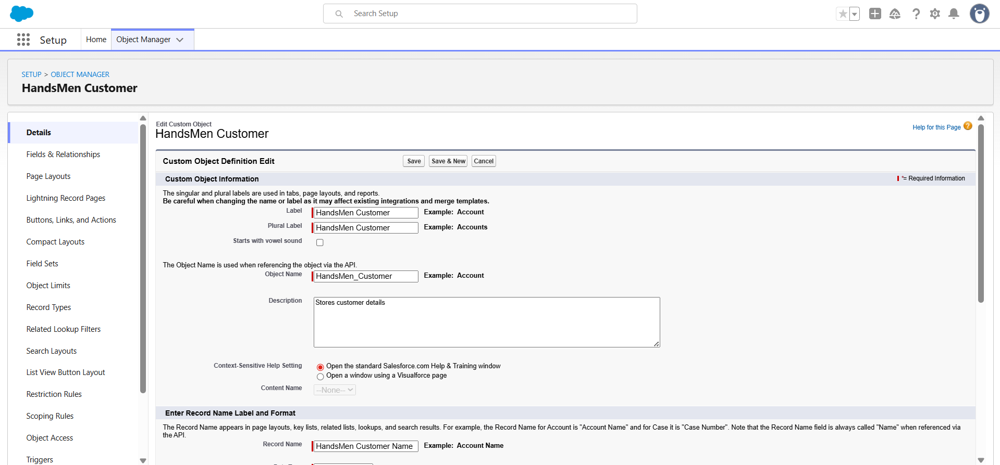 Search Setup
Setup
Home
Object Manager
SETUP > OBJECT MANAGER
HandsMen Customer
Details
Fields & Relationships
Page Layouts
Lightning Record Pages
Buttons, Links, and Actions
Compact Layouts
Field Sets
Object Limits
Record Types
Related Lookup Filters
Search Layouts
List View Button Layout
Restriction Rules
Scoping Rules
Object Access
Triggers
Edit Custom Object
HandsMen Customer
Help for this Page ?
Custom Object Definition Edit
Save
Save & New
Cancel
Custom Object Information
*= Required Information
The singular and plural labels are used in tabs, page layouts, and reports.
Be careful when changing the name or label as it may affect existing integrations and merge templates.
Label HandsMen Customer Example: Account
Plural Label HandsMen Customer Example: Accounts
Starts with vowel sound
The Object Name is used when referencing the object via the API.
Object Name HandsMen_Customer Example: Account
Description Stores customer details
Context-Sensitive Help Setting Open the standard Salesforce.com Help & Training window
Open a window using a Visualforce page
Content Name --None--
Enter Record Name Label and Format
The Record Name appears in page layouts, key lists, related lists, lookups, and search results. For example, the Record Name for Account is "Account Name" and for Case it is "Case Number". Note that the Record Name field is always called "Name" when referenced via
the API.
Record Name HandsMen Customer Name Example: Account Name